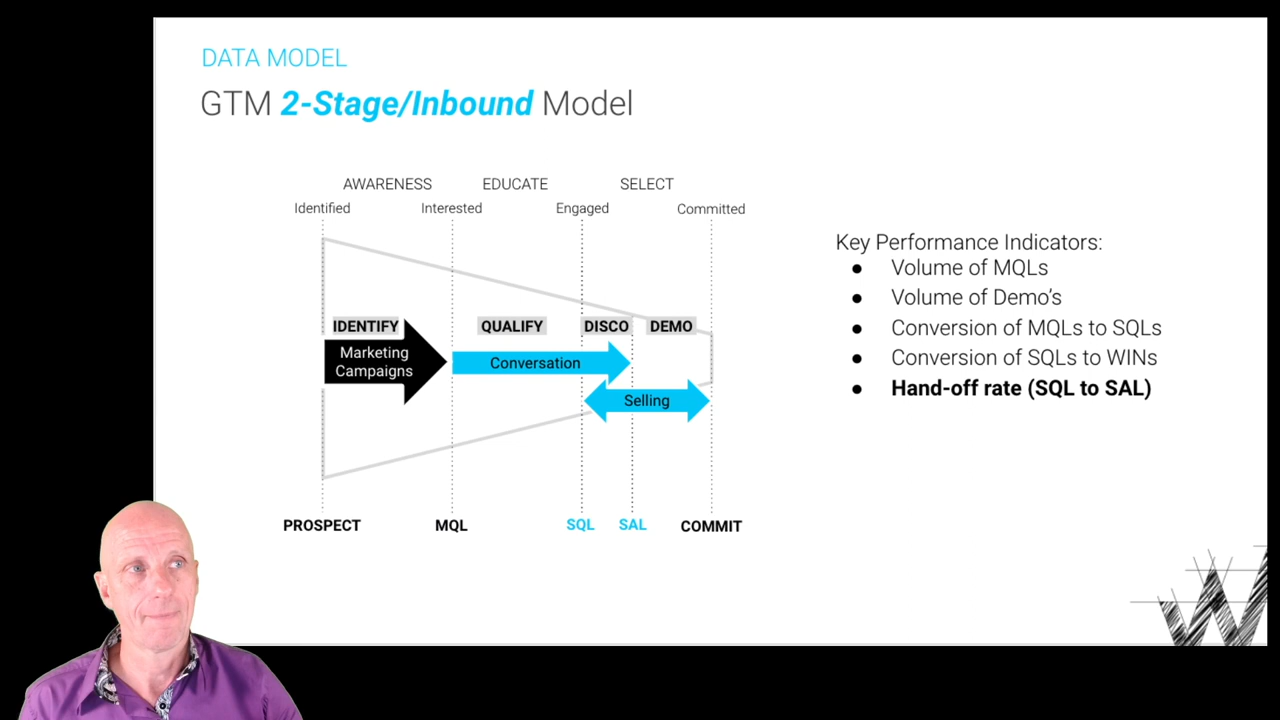 DATA MODEL
GTM 2-Stage/Inbound Model
AWARENESS EDUCATE SELECT
Identified Interested Engaged Committed
IDENTIFY QUALIFY DISCO DEMO
Marketing
Campaigns
Conversation
Selling
PROSPECT MQL SQL SAL COMMIT
Key Performance Indicators:
● Volume of MQLs
● Volume of Demo's
● Conversion of MQLs to SQLs
● Conversion of SQLs to WINs
● Hand-off rate (SQL to SAL)
W